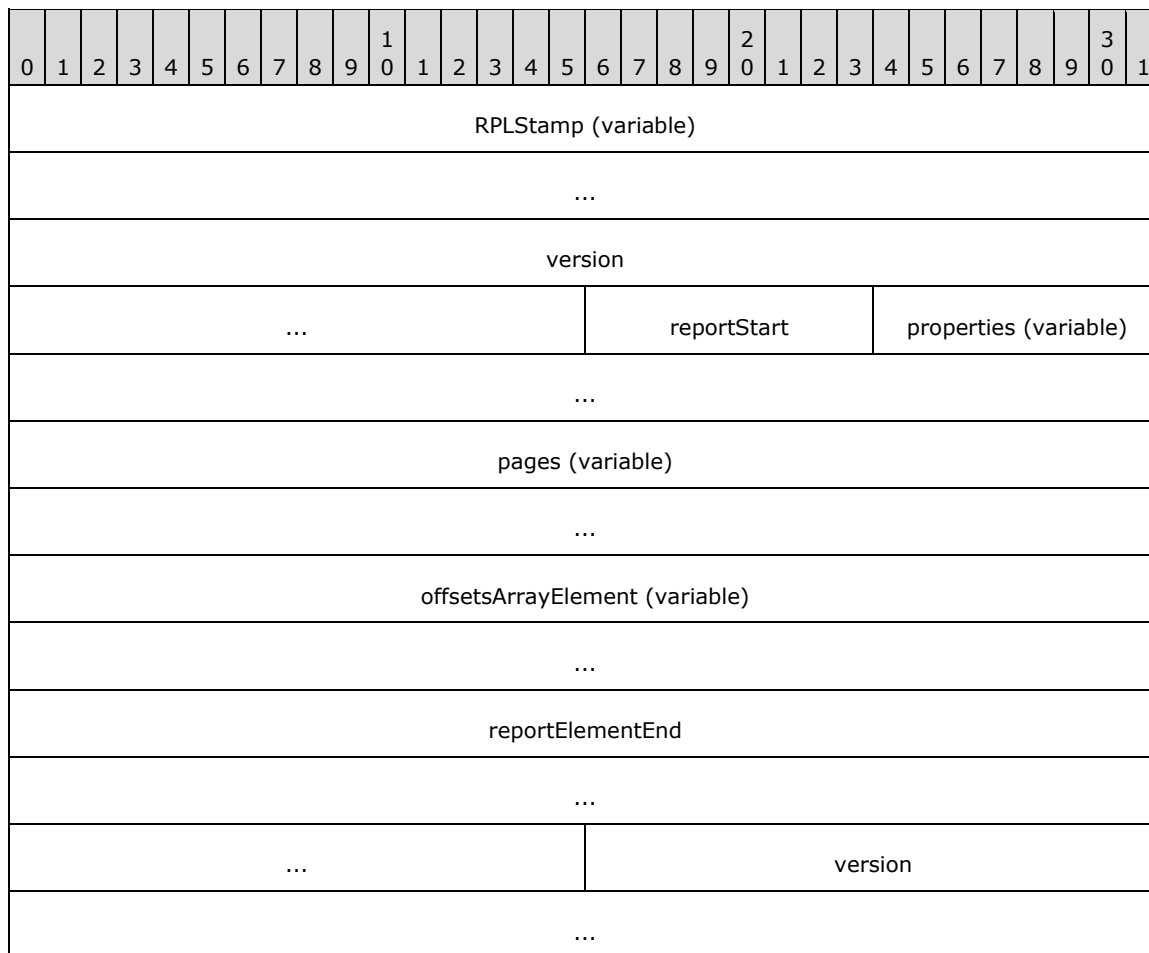 1 2 3
0 1 2 3 4 5 6 7 8 9 0 1 2 3 4 5 6 7 8 9 0 1 2 3 4 5 6 7 8 9 0 1
RPLStamp (variable)
...
version
... reportStart properties (variable)
...
pages (variable)
...
offsetsArrayElement (variable)
...
reportElementEnd
...
... version
...